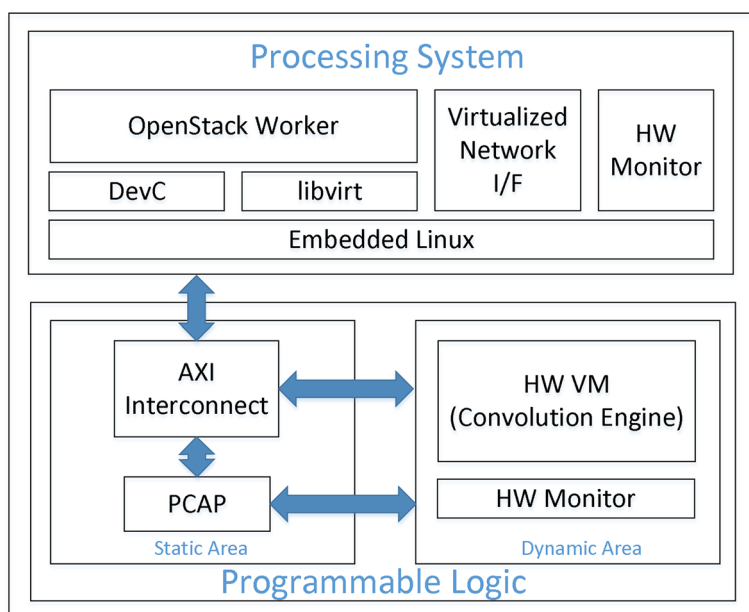 Processing System
OpenStack Worker
Virtualized
Network
I/F
HW
Monitor
DevC
libvirt
Embedded Linux
AXI
Interconnect
HW VM
(Convolution Engine)
PCAP
HW Monitor
Static Area
Dynamic Area
Programmable Logic